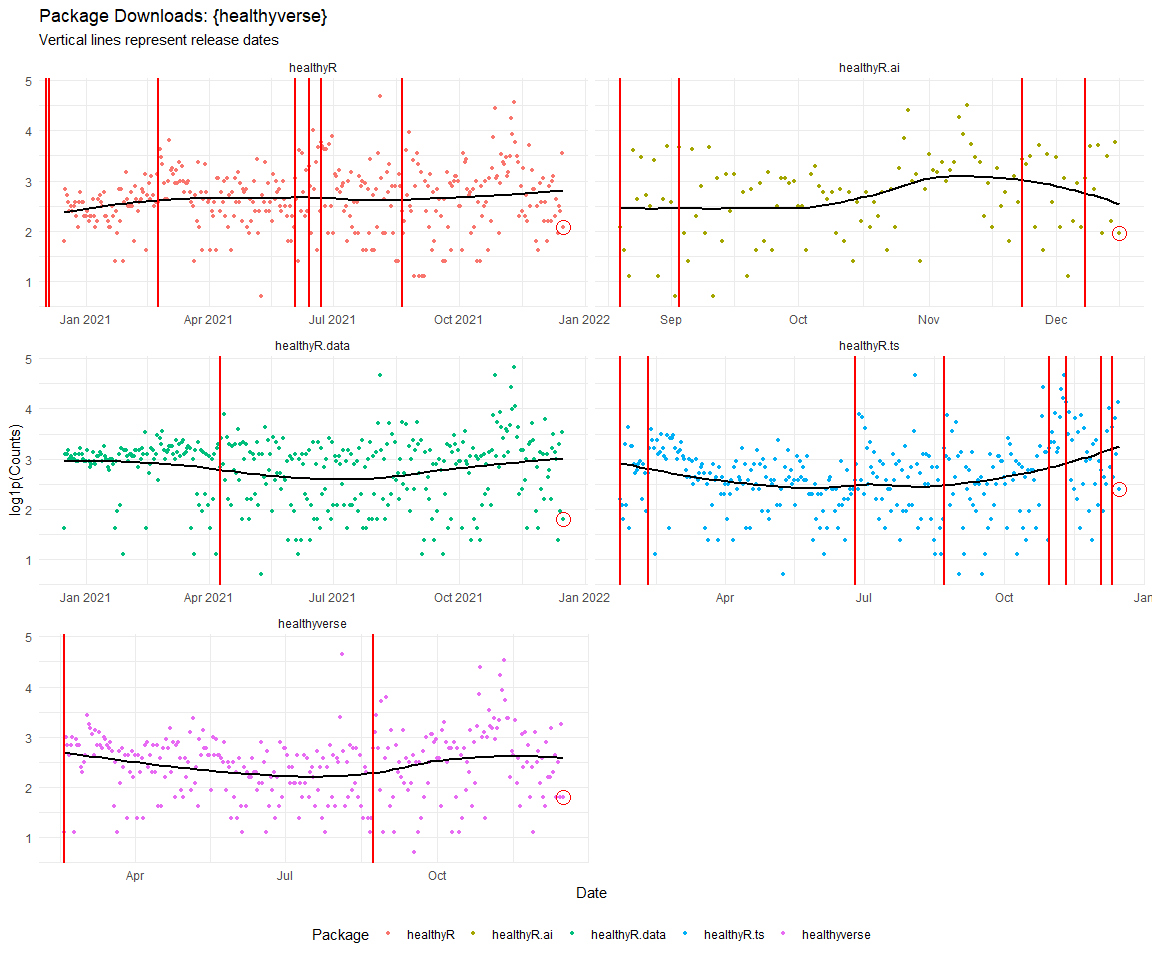 Package Downloads: {healthyverse}
Vertical lines represent release dates
healthyR
healthyR.ai
5
4
3
2
1
Jan 2021
Apr 2021
Jul 2021
Oct 2021
Jan 2022
Sep
Oct
Nov
Dec
healthyR.data
healthyR.ts
log1p(Counts)
5
4
3
2
1
Jan 2021
Apr 2021
Jul 2021
Oct 2021
Jan 2022
Apr
Jul
Oct
Jan
healthyverse
5
4
3
2
1
Apr
Jul
Oct
Date
Package
healthyR
healthyR.ai
healthyR.data
healthyR.ts
healthyverse